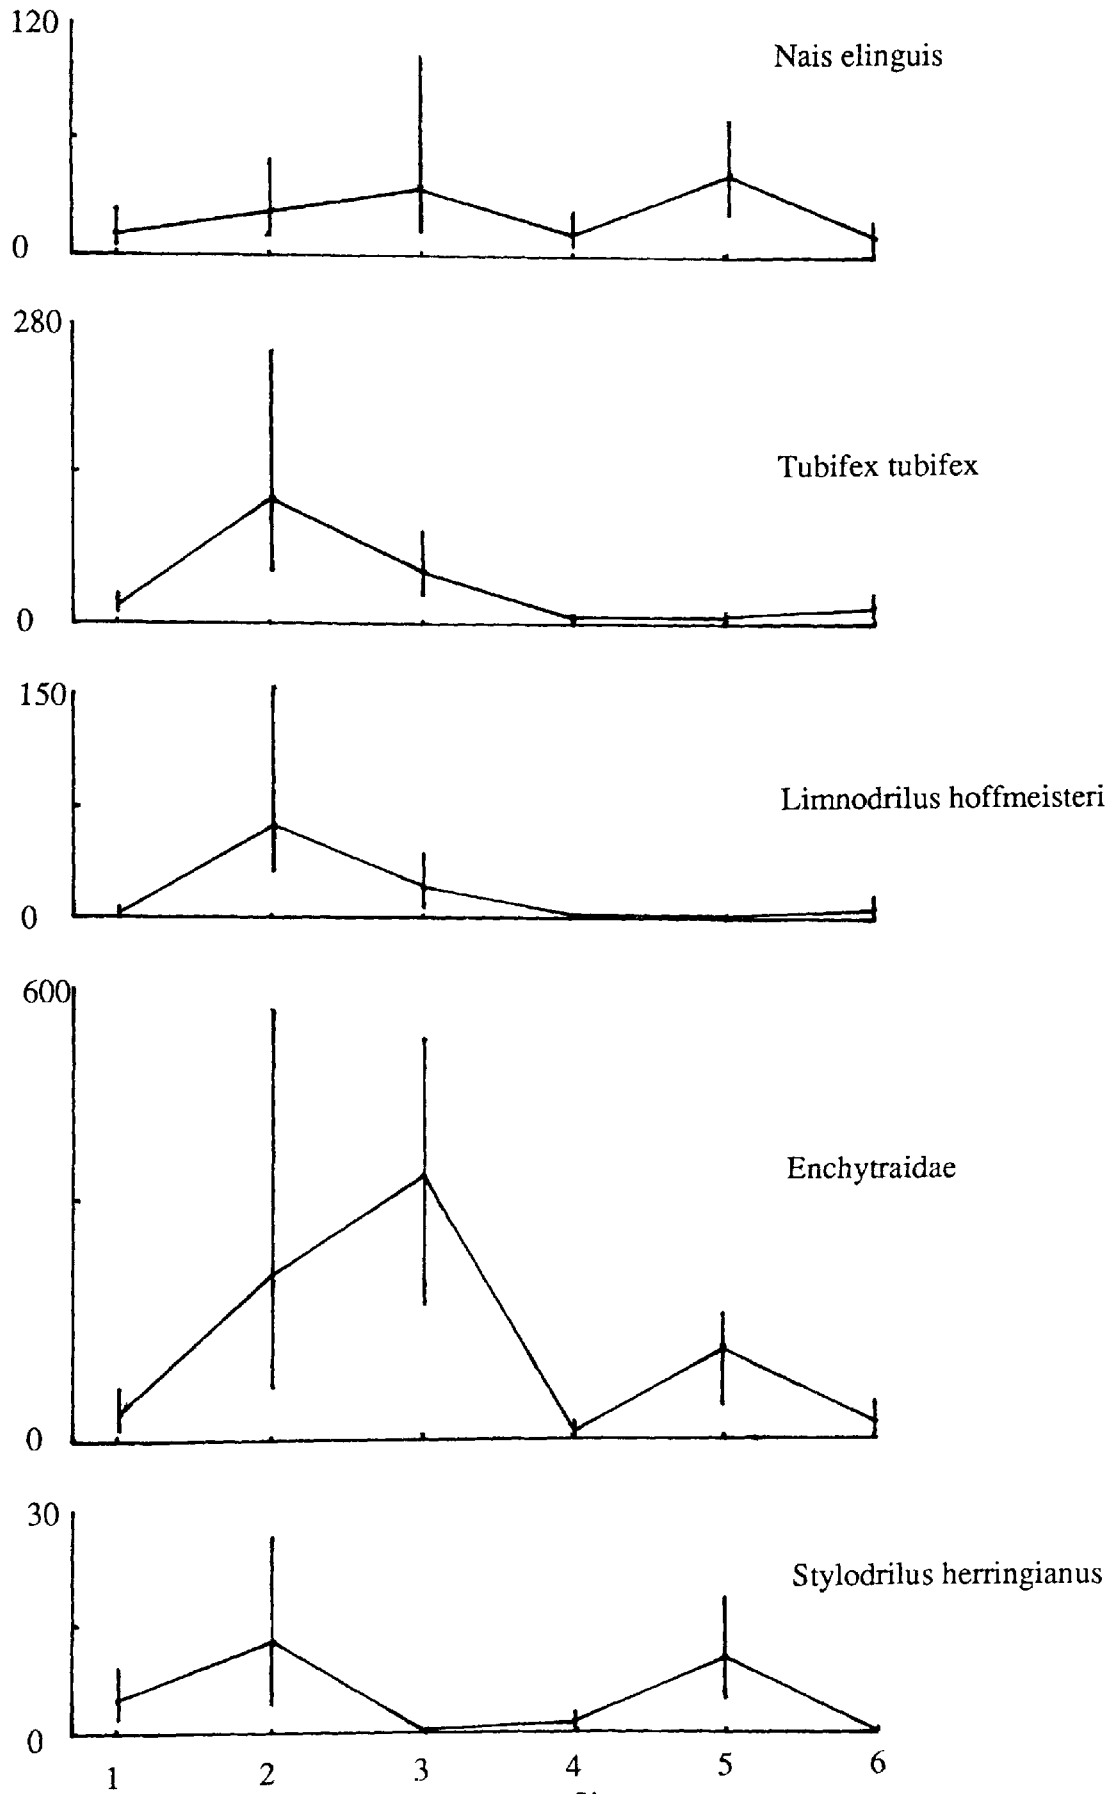 120
Nais elinguis
0
280
Tubifex tubifex
0
150
Limnodrilus hoffmeisteri
0
600
Enchytraidae
0
30
Stylodrilus herringianus
0
1 2 3 4 5 6